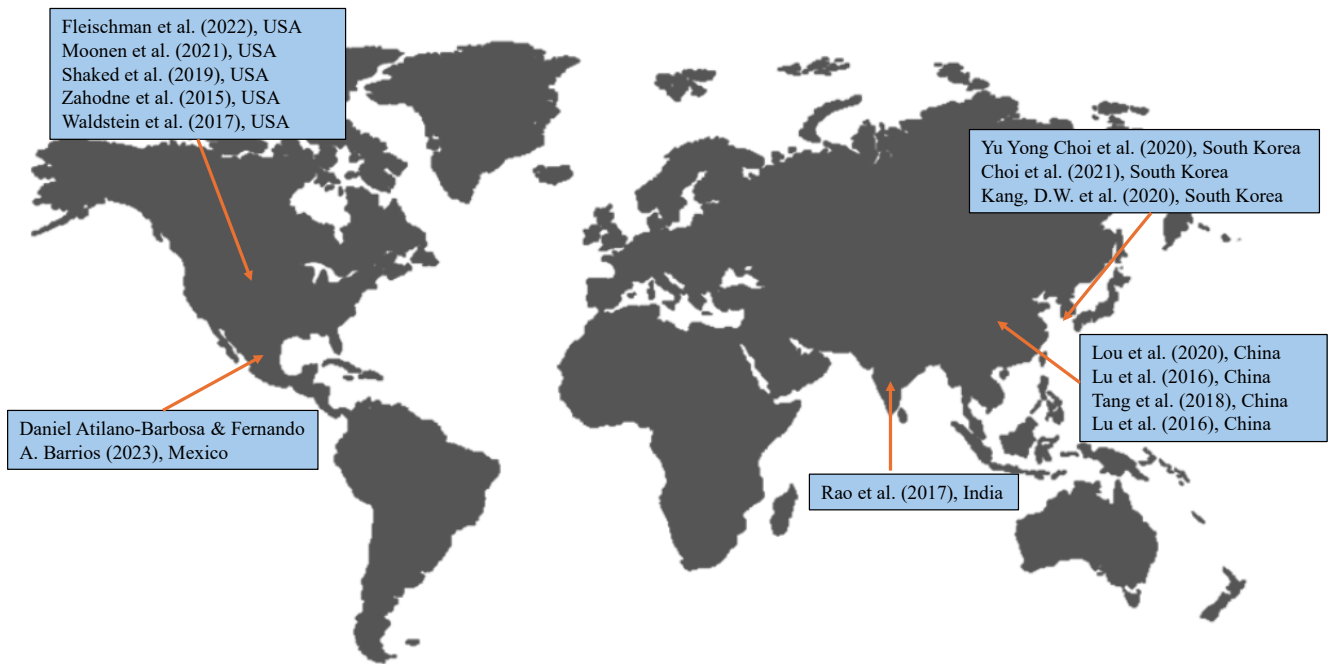 Fleischman et al. (2022), USA
Moonen et al. (2021), USA
Shaked et al. (2019), USA
Zahodne et al. (2015), USA
Waldstein et al. (2017), USA
Yu Yong Choi et al. (2020), South Korea
Choi et al. (2021), South Korea
Kang, D.W. et al. (2020), South Korea
Lou et al. (2020), China
Lu et al. (2016), China
Tang et al. (2018), China
Lu et al. (2016), China
Daniel Atilano-Barbosa & Fernando
A. Barrios (2023), Mexico
Rao et al. (2017), India